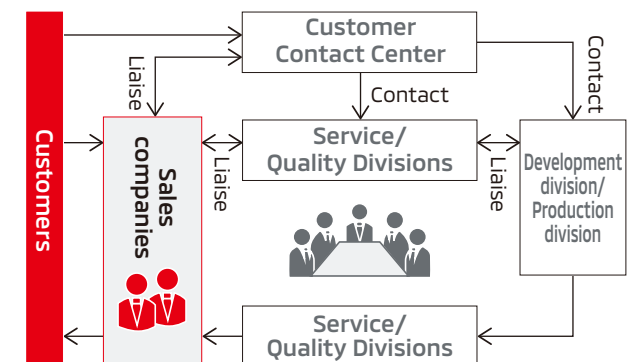 Customer
Contact Center
Liaise
Contact
Contact
Customers
Sales
companies
Service/
Quality Divisions
Liaise
Liaise
Development
division/
Production
division
Service/
Quality Divisions